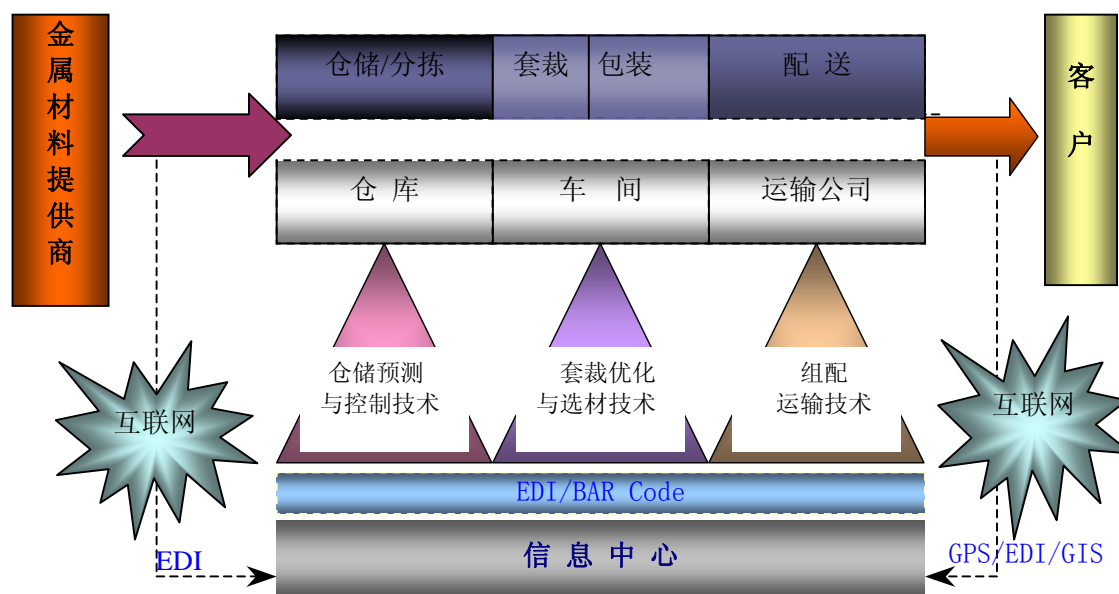 金属材料提供商
仓储/分拣
套裁
包装
配 送
客户
仓 库
车 间
运输公司
仓储预测
与控制技术
套裁优化
与选材技术
组配
运输技术
互联网
互联网
EDI/BAR Code
EDI
信 息 中 心
GPS/EDI/GIS